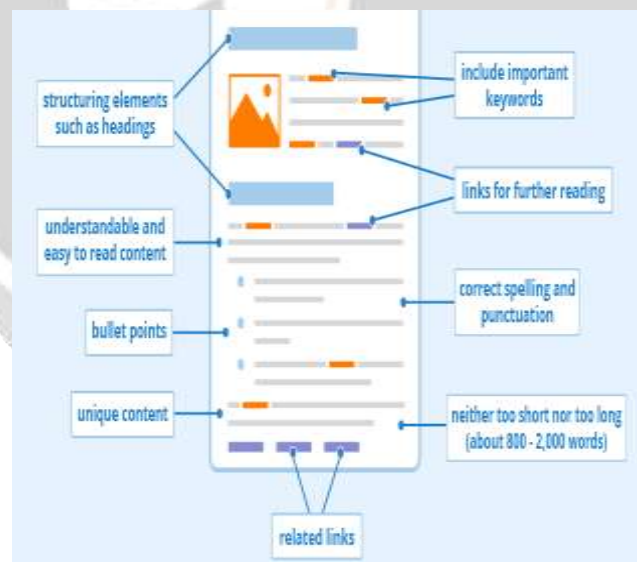 structuring elements
such as headings
understandable and
easy to read content
bullet points
unique content
include important
keywords
links for further reading
correct spelling and
punctuation
neither too short nor too long
(about 800 - 2,000 words)
related links